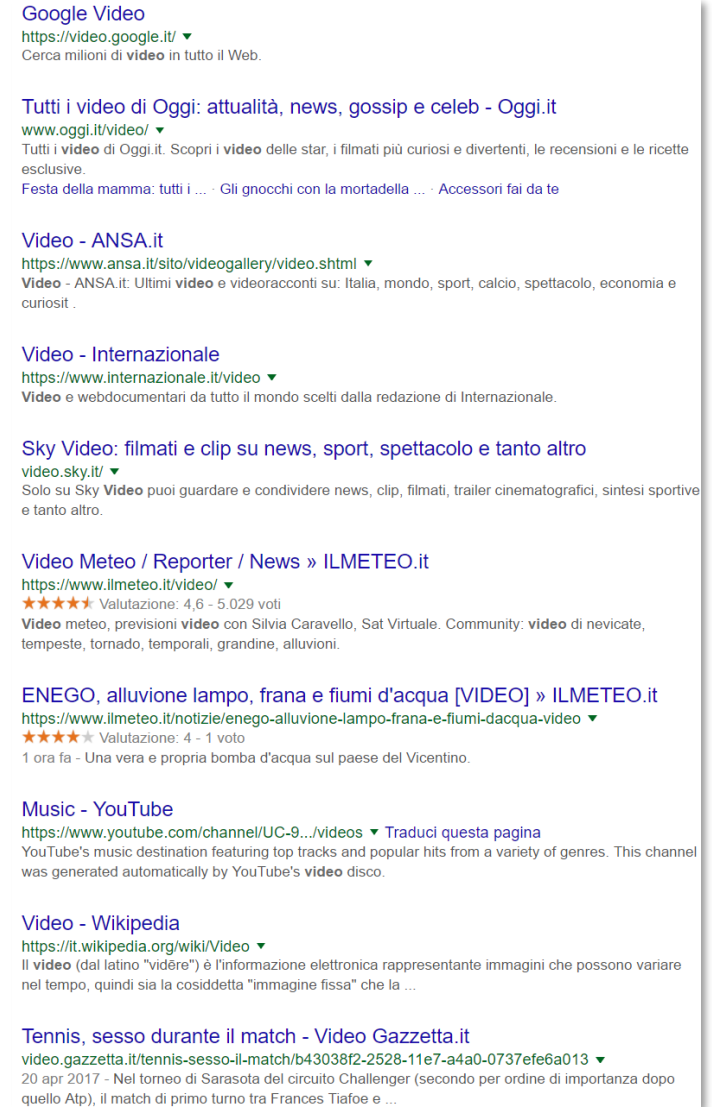 Google Video
https://video.google.it/
Cerca milioni di video in tutto il Web.
Tutti i video di Oggi: attualità, news, gossip e celeb - Oggi.it
www.oggi.it/video/
Tutti i video di Oggi.it. Scopri i video delle star, i filmati più curiosi e divertenti, le recensioni e le ricette
esclusive.
Festa della mamma: tutti i ... · Gli gnocchi con la mortadella ... · Accessori fai da te
Video - ANSA.it
https://www.ansa.it/sito/videogallery/video.shtml
Video - ANSA.it: Ultimi video e videoracconti su: Italia, mondo, sport, calcio, spettacolo, economia e
curiosit .
Video - Internazionale
https://www.internazionale.it/video
Video e webdocumentari da tutto il mondo scelti dalla redazione di Internazionale.
Sky Video: filmati e clip su news, sport, spettacolo e tanto altro
video.sky.it/
Solo su Sky Video puoi guardare e condividere news, clip, filmati, trailer cinematografici, sintesi sportive
e tanto altro.
Video Meteo / Reporter / News » ILMETEO.it
https://www.ilmeteo.it/video/
Valutazione: 4,6 - 5.029 voti
Video meteo, previsioni video con Silvia Caravello, Sat Virtuale. Community: video di nevicate,
tempeste, tornado, temporali, grandine, alluvioni.
ENEGO, alluvione lampo, frana e fiumi d'acqua [VIDEO] » ILMETEO.it
https://www.ilmeteo.it/notizie/enego-alluvione-lampo-frana-e-fiumi-dacqua-video
Valutazione: 4 - 1 voto
1 ora fa - Una vera e propria bomba d'acqua sul paese del Vicentino.
Music - YouTube
https://www.youtube.com/channel/UC-9.../videos Traduci questa pagina
YouTube's music destination featuring top tracks and popular hits from a variety of genres. This channel
was generated automatically by YouTube's video disco.
Video - Wikipedia
https://it.wikipedia.org/wiki/Video
Il video (dal latino "vidēre") è l'informazione elettronica rappresentante immagini che possono variare
nel tempo, quindi sia la cosiddetta "immagine fissa" che la ...
Tennis, sesso durante il match - Video Gazzetta.it
video.gazzetta.it/tennis-sesso-il-match/b43038f2-2528-11e7-a4a0-0737efe6a013
20 apr 2017 - Nel torneo di Sarasota del circuito Challenger (secondo per ordine di importanza dopo
quello Atp), il match di primo turno tra Frances Tiafoe e ...